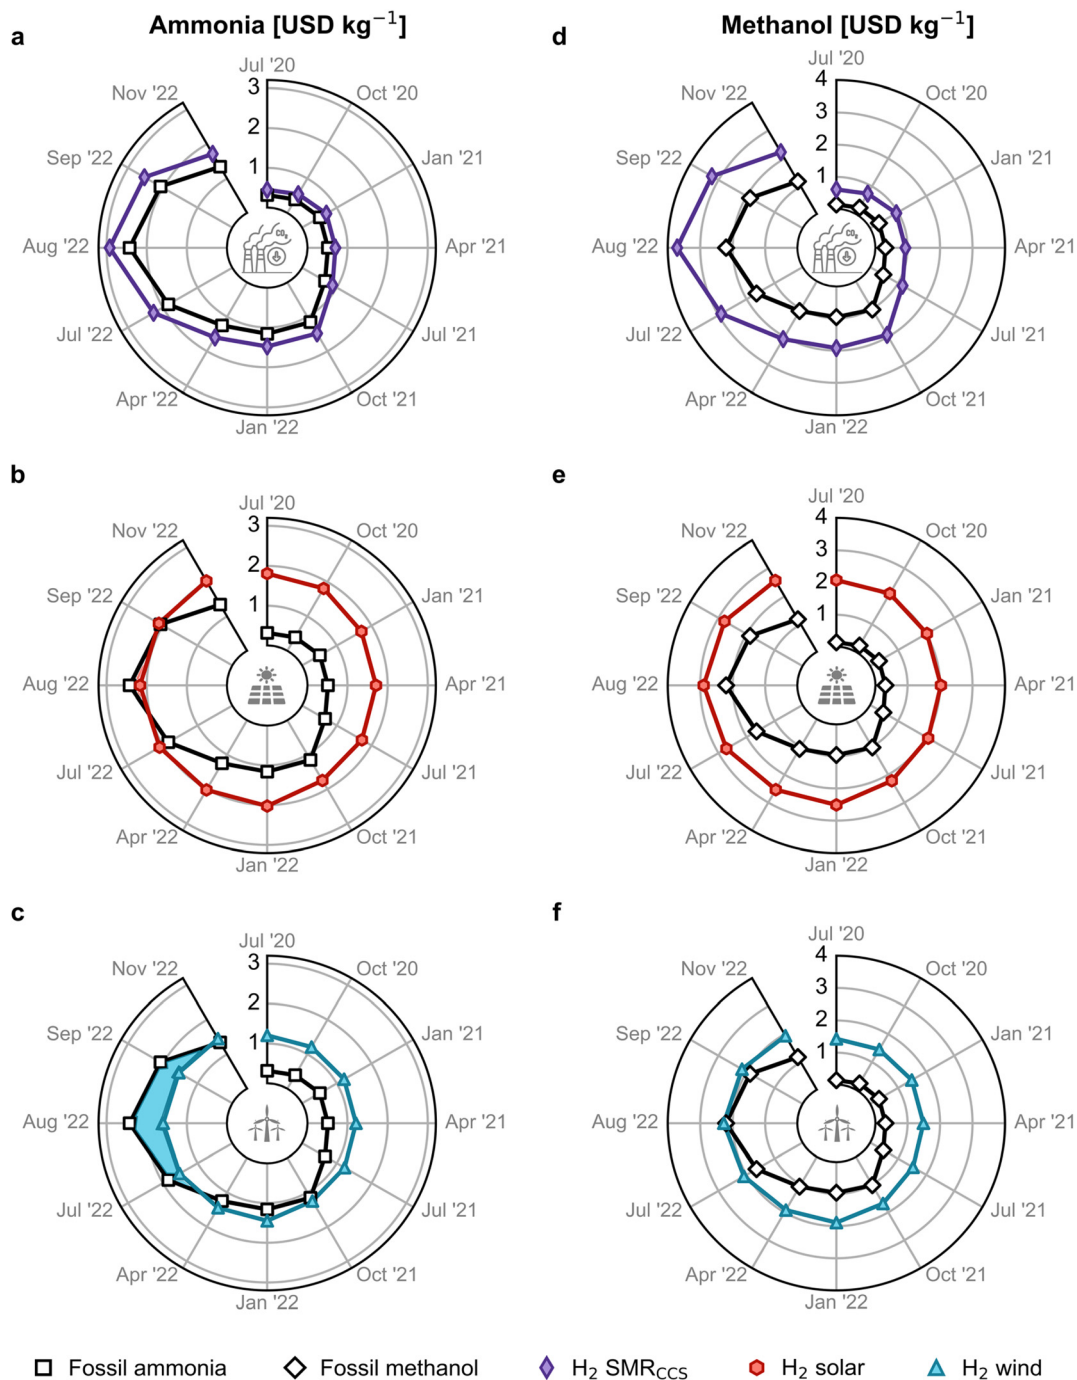 a
Ammonia [USD kg⁻¹]
Jul '20
Oct '20
Jan '21
Apr '21
Jul '21
Oct '21
Jan '22
Apr '22
Jul '22
Aug '22
Sep '22
Nov '22
3
2
1
CO₂
d
Methanol [USD kg⁻¹]
Jul '20
Oct '20
Jan '21
Apr '21
Jul '21
Oct '21
Jan '22
Apr '22
Jul '22
Aug '22
Sep '22
Nov '22
4
3
2
1
CO₂
b
Jul '20
Oct '20
Jan '21
Apr '21
Jul '21
Oct '21
Jan '22
Apr '22
Jul '22
Aug '22
Sep '22
Nov '22
3
2
1
e
Jul '20
Oct '20
Jan '21
Apr '21
Jul '21
Oct '21
Jan '22
Apr '22
Jul '22
Aug '22
Sep '22
Nov '22
4
3
2
1
c
Jul '20
Oct '20
Jan '21
Apr '21
Jul '21
Oct '21
Jan '22
Apr '22
Jul '22
Aug '22
Sep '22
Nov '22
3
2
1
f
Jul '20
Oct '20
Jan '21
Apr '21
Jul '21
Oct '21
Jan '22
Apr '22
Jul '22
Aug '22
Sep '22
Nov '22
4
3
2
1
Fossil ammonia
Fossil methanol
H₂ SMR_CCS
H₂ solar
H₂ wind